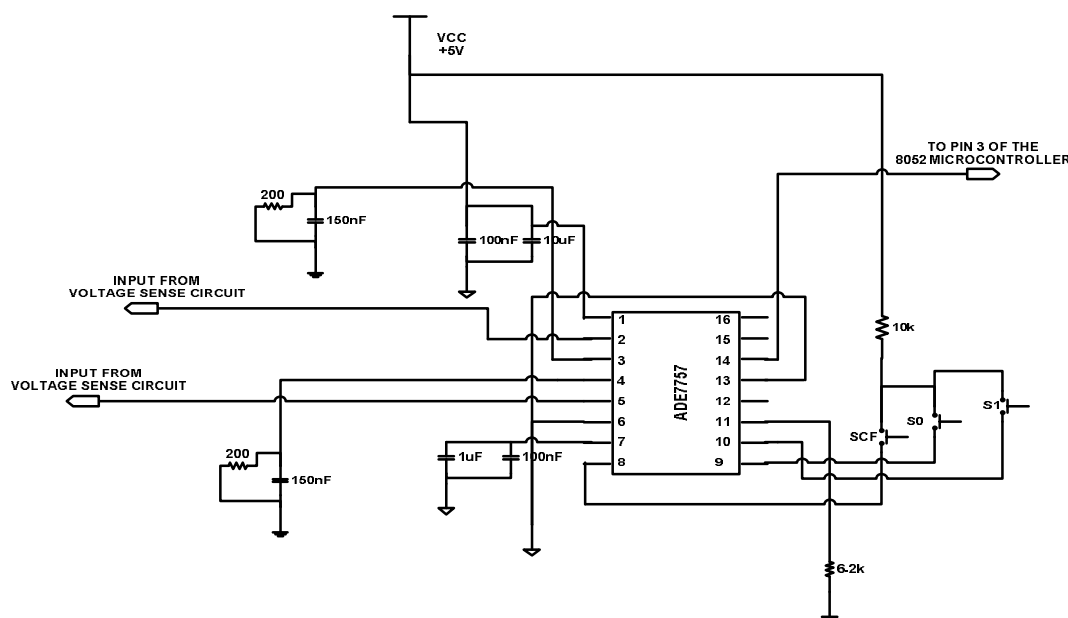 VCC
+5V
TO PIN 3 OF THE
8052 MICROCONTROLLER
200
150nF
100nF
10uF
INPUT FROM
VOLTAGE SENSE CIRCUIT
1
2
3
4
5
6
7
8
ADE7757
16
15
14
13
12
11
10
9
10k
INPUT FROM
VOLTAGE SENSE CIRCUIT
S1
S0
SCF
200
150nF
1uF
100nF
6.2k